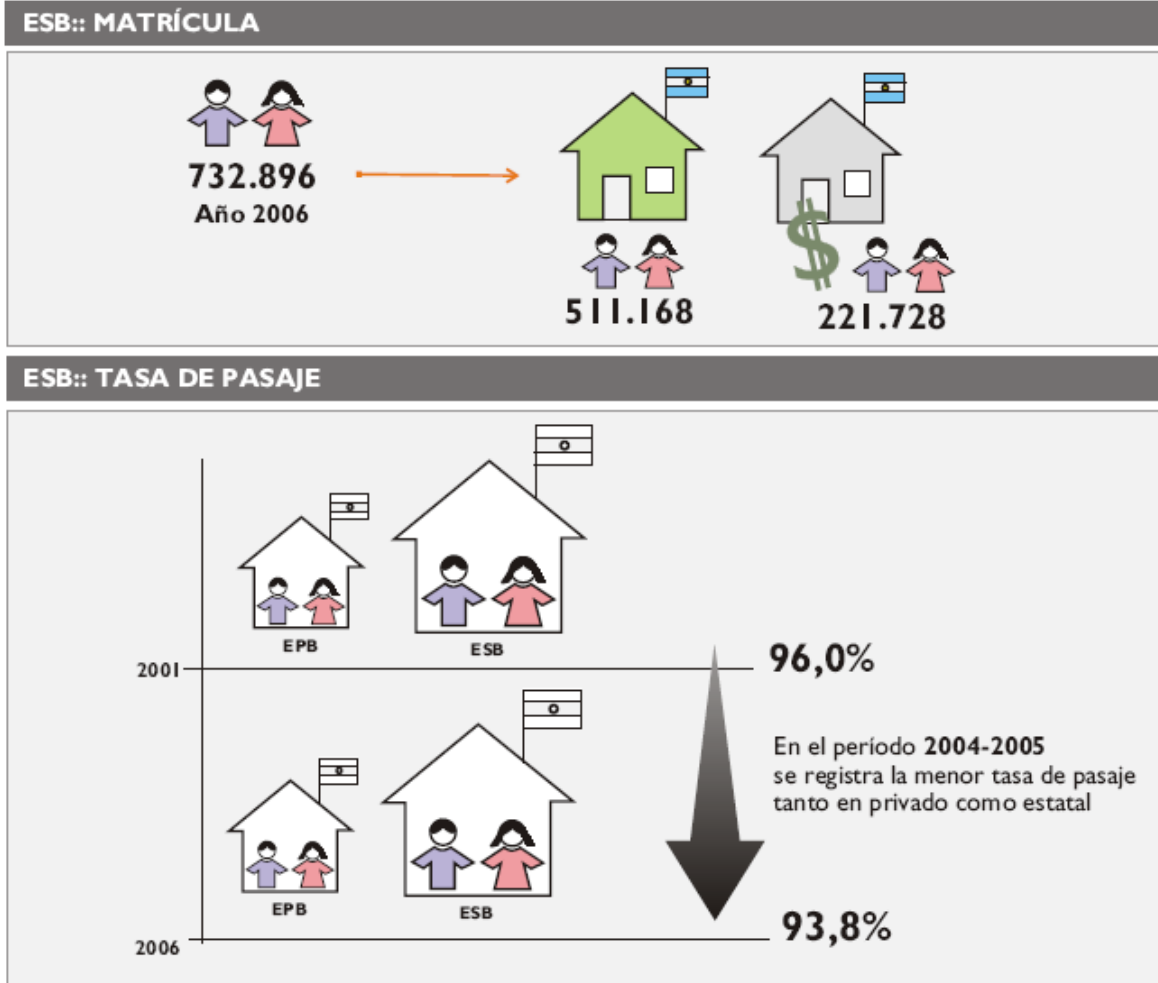 ESB:: MATRÍCULA
732.896
Año 2006
$
511.168
221.728
ESB:: TASA DE PASAJE
EPB
ESB
2001
96,0%
En el período 2004-2005
se registra la menor tasa de pasaje
tanto en privado como estatal
EPB
ESB
2006
93,8%